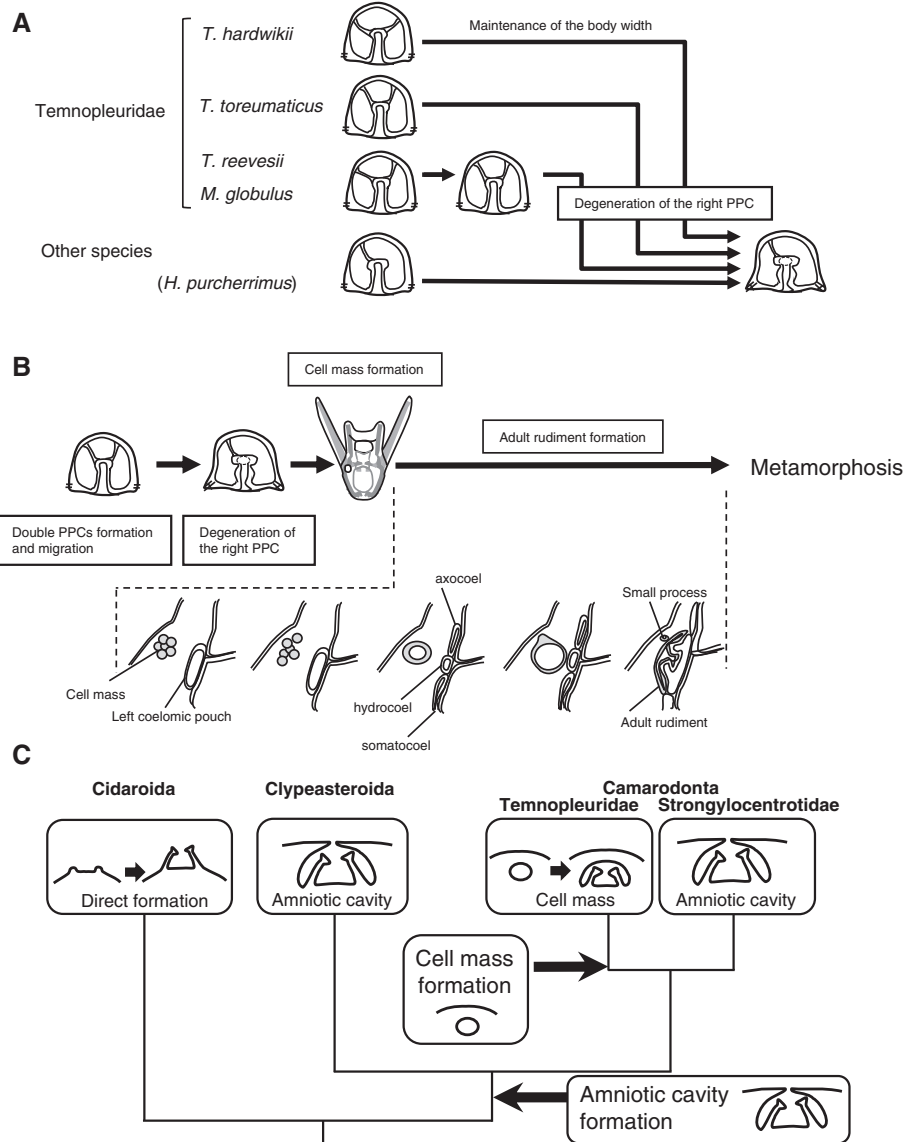 A
T. hardwikii
Maintenance of the body width
Temnopleuridae
T. toreumaticus
T. reevesii
M. globulus
Degeneration of the right PPC
Other species
(H. purcherrimus)
B
Cell mass formation
Adult rudiment formation
Metamorphosis
Double PPCs formation
and migration
Degeneration of
the right PPC
axocoel
Small process
Cell mass
Left coelomic pouch
hydrocoel
somatocoel
Adult rudiment
C
Cidaroida
Clypeasteroida
Camarodonta
Temnopleuridae
Strongylocentrotidae
Direct formation
Amniotic cavity
Cell mass
Amniotic cavity
Cell mass
formation
Amniotic cavity
formation